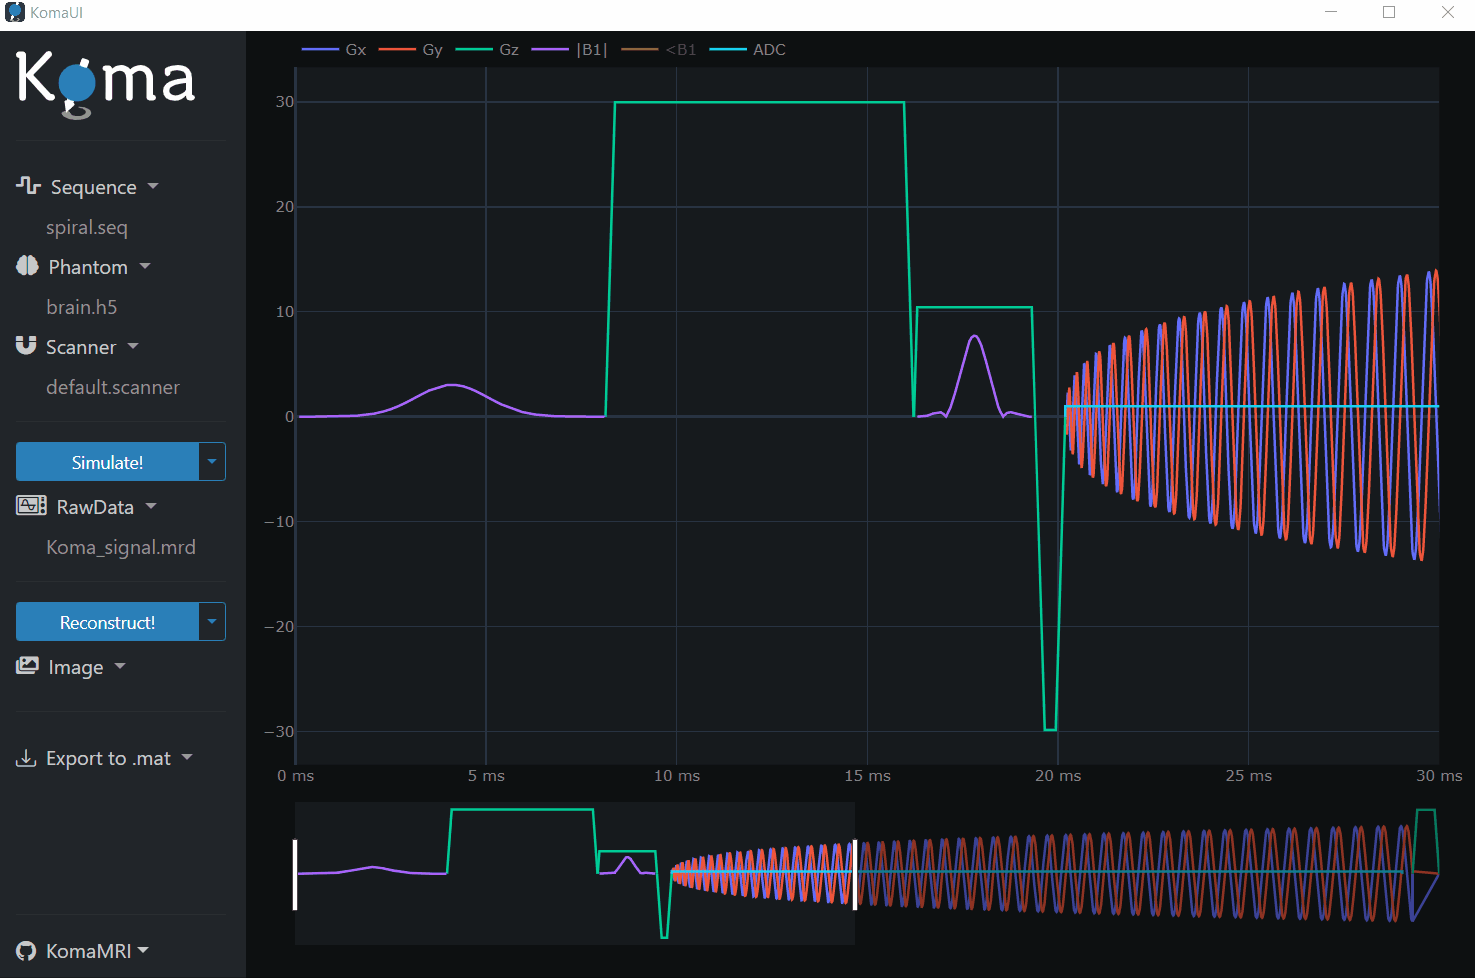 KomaUI
Koma
Sequence
spiral.seq
Phantom
brain.h5
Scanner
default.scanner
Simulate!
RawData
Koma_signal.mrd
Reconstruct!
Image
Export to .mat
KomaMRI
Gx Gy Gz |B1| <B1 ADC
30
20
10
0
−10
−20
−30
0 ms 5 ms 10 ms 15 ms 20 ms 25 ms 30 ms